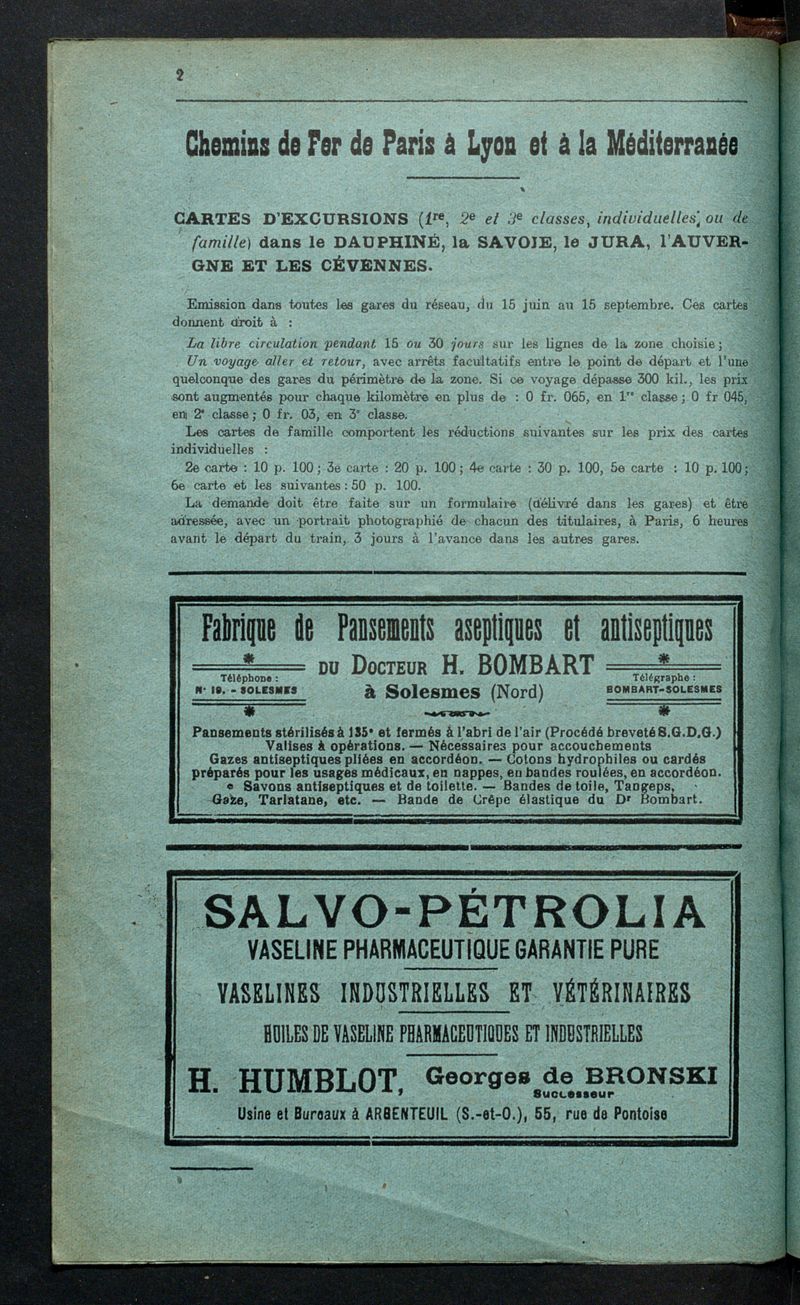 2
Chemins de Fer de Paris à Lyon et à la Méditerranée
CARTES D'EXCURSIONS (1re, 2e et 3e classes, individuelles, ou de
famille) dans le DAUPHINÉ, la SAVOIE, le JURA, l'AUVER-
GNE ET LES CÉVENNES.
Emission dans toutes les gares du réseau, du 15 juin au 15 septembre. Ces cartes
donnent droit à :
La libre circulation pendant 15 ou 30 jours sur les lignes de la zone choisie ;
Un voyage aller et retour, avec arrêts facultatifs entre le point de départ et l'une
quelconque des gares du périmètre de la zone. Si ce voyage dépasse 300 kil., les prix
sont augmentés pour chaque kilomètre en plus de : 0 fr. 065, en 1re classe ; 0 fr 045,
en 2e classe ; 0 fr. 03, en 3e classe.
Les cartes de famille comportent les réductions suivantes sur les prix des cartes
individuelles :
2e carte : 10 p. 100 ; 3e carte : 20 p. 100 ; 4e carte : 30 p. 100, 5e carte : 10 p. 100 ;
6e carte et les suivantes : 50 p. 100.
La demande doit être faite sur un formulaire (délivré dans les gares) et être
adressée, avec un portrait photographié de chacun des titulaires, à Paris, 6 heures
avant le départ du train, 3 jours à l'avance dans les autres gares.
Fabrique de Pansements aseptiques et antiseptiques
DU DOCTEUR H. BOMBART
Téléphone :
N° 19. - SOLESMES
à Solesmes (Nord)
Télégraphe :
BOMBART-SOLESMES
Pansements stérilisés à 135° et fermés à l'abri de l'air (Procédé breveté S.G.D.G.)
Valises à opérations. — Nécessaires pour accouchements
Gazes antiseptiques pliées en accordéon. — Cotons hydrophiles ou cardés
préparés pour les usages médicaux, en nappes, en bandes roulées, en accordéon.
Savons antiseptiques et de toilette. — Bandes de toile, Tangeps,
Gaze, Tarlatane, etc. — Bande de Crêpe élastique du Dr Bombart.
SALVO-PÉTROLIA
VASELINE PHARMACEUTIQUE GARANTIE PURE
VASELINES INDUSTRIELLES ET VÉTÉRINAIRES
HUILES DE VASELINE PHARMACEUTIQUES ET INDUSTRIELLES
H. HUMBLOT, Georges de BRONSKI
Successeur
Usine et Bureaux à ARGENTEUIL (S.-et-O.), 55, rue de Pontoise